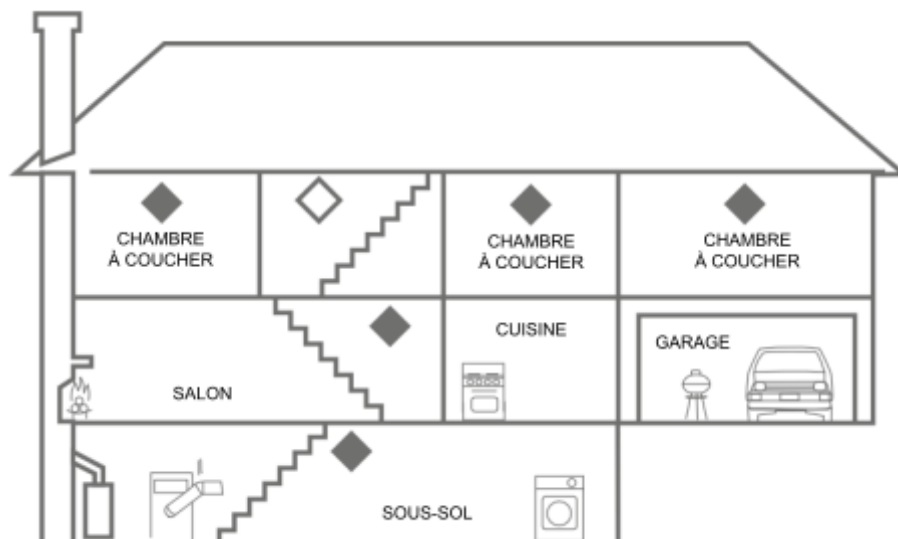 CHAMBRE
À COUCHER
CHAMBRE
À COUCHER
CHAMBRE
À COUCHER
SALON
CUISINE
GARAGE
SOUS-SOL